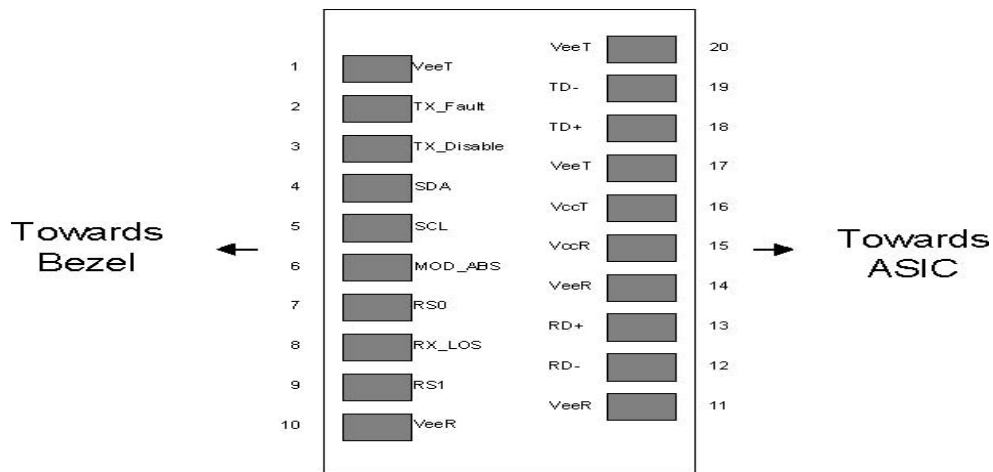 VeeT 20
1 VeeT
TD- 19
2 TX_Fault
TD+ 18
3 TX_Disable
VeeT 17
4 SDA
VccT 16
5 SCL
Towards
Bezel
VccR 15
Towards
ASIC
6 MOD_ABS
VeeR 14
7 RS0
RD+ 13
8 RX_LOS
RD- 12
9 RS1
VeeR 11
10 VeeR